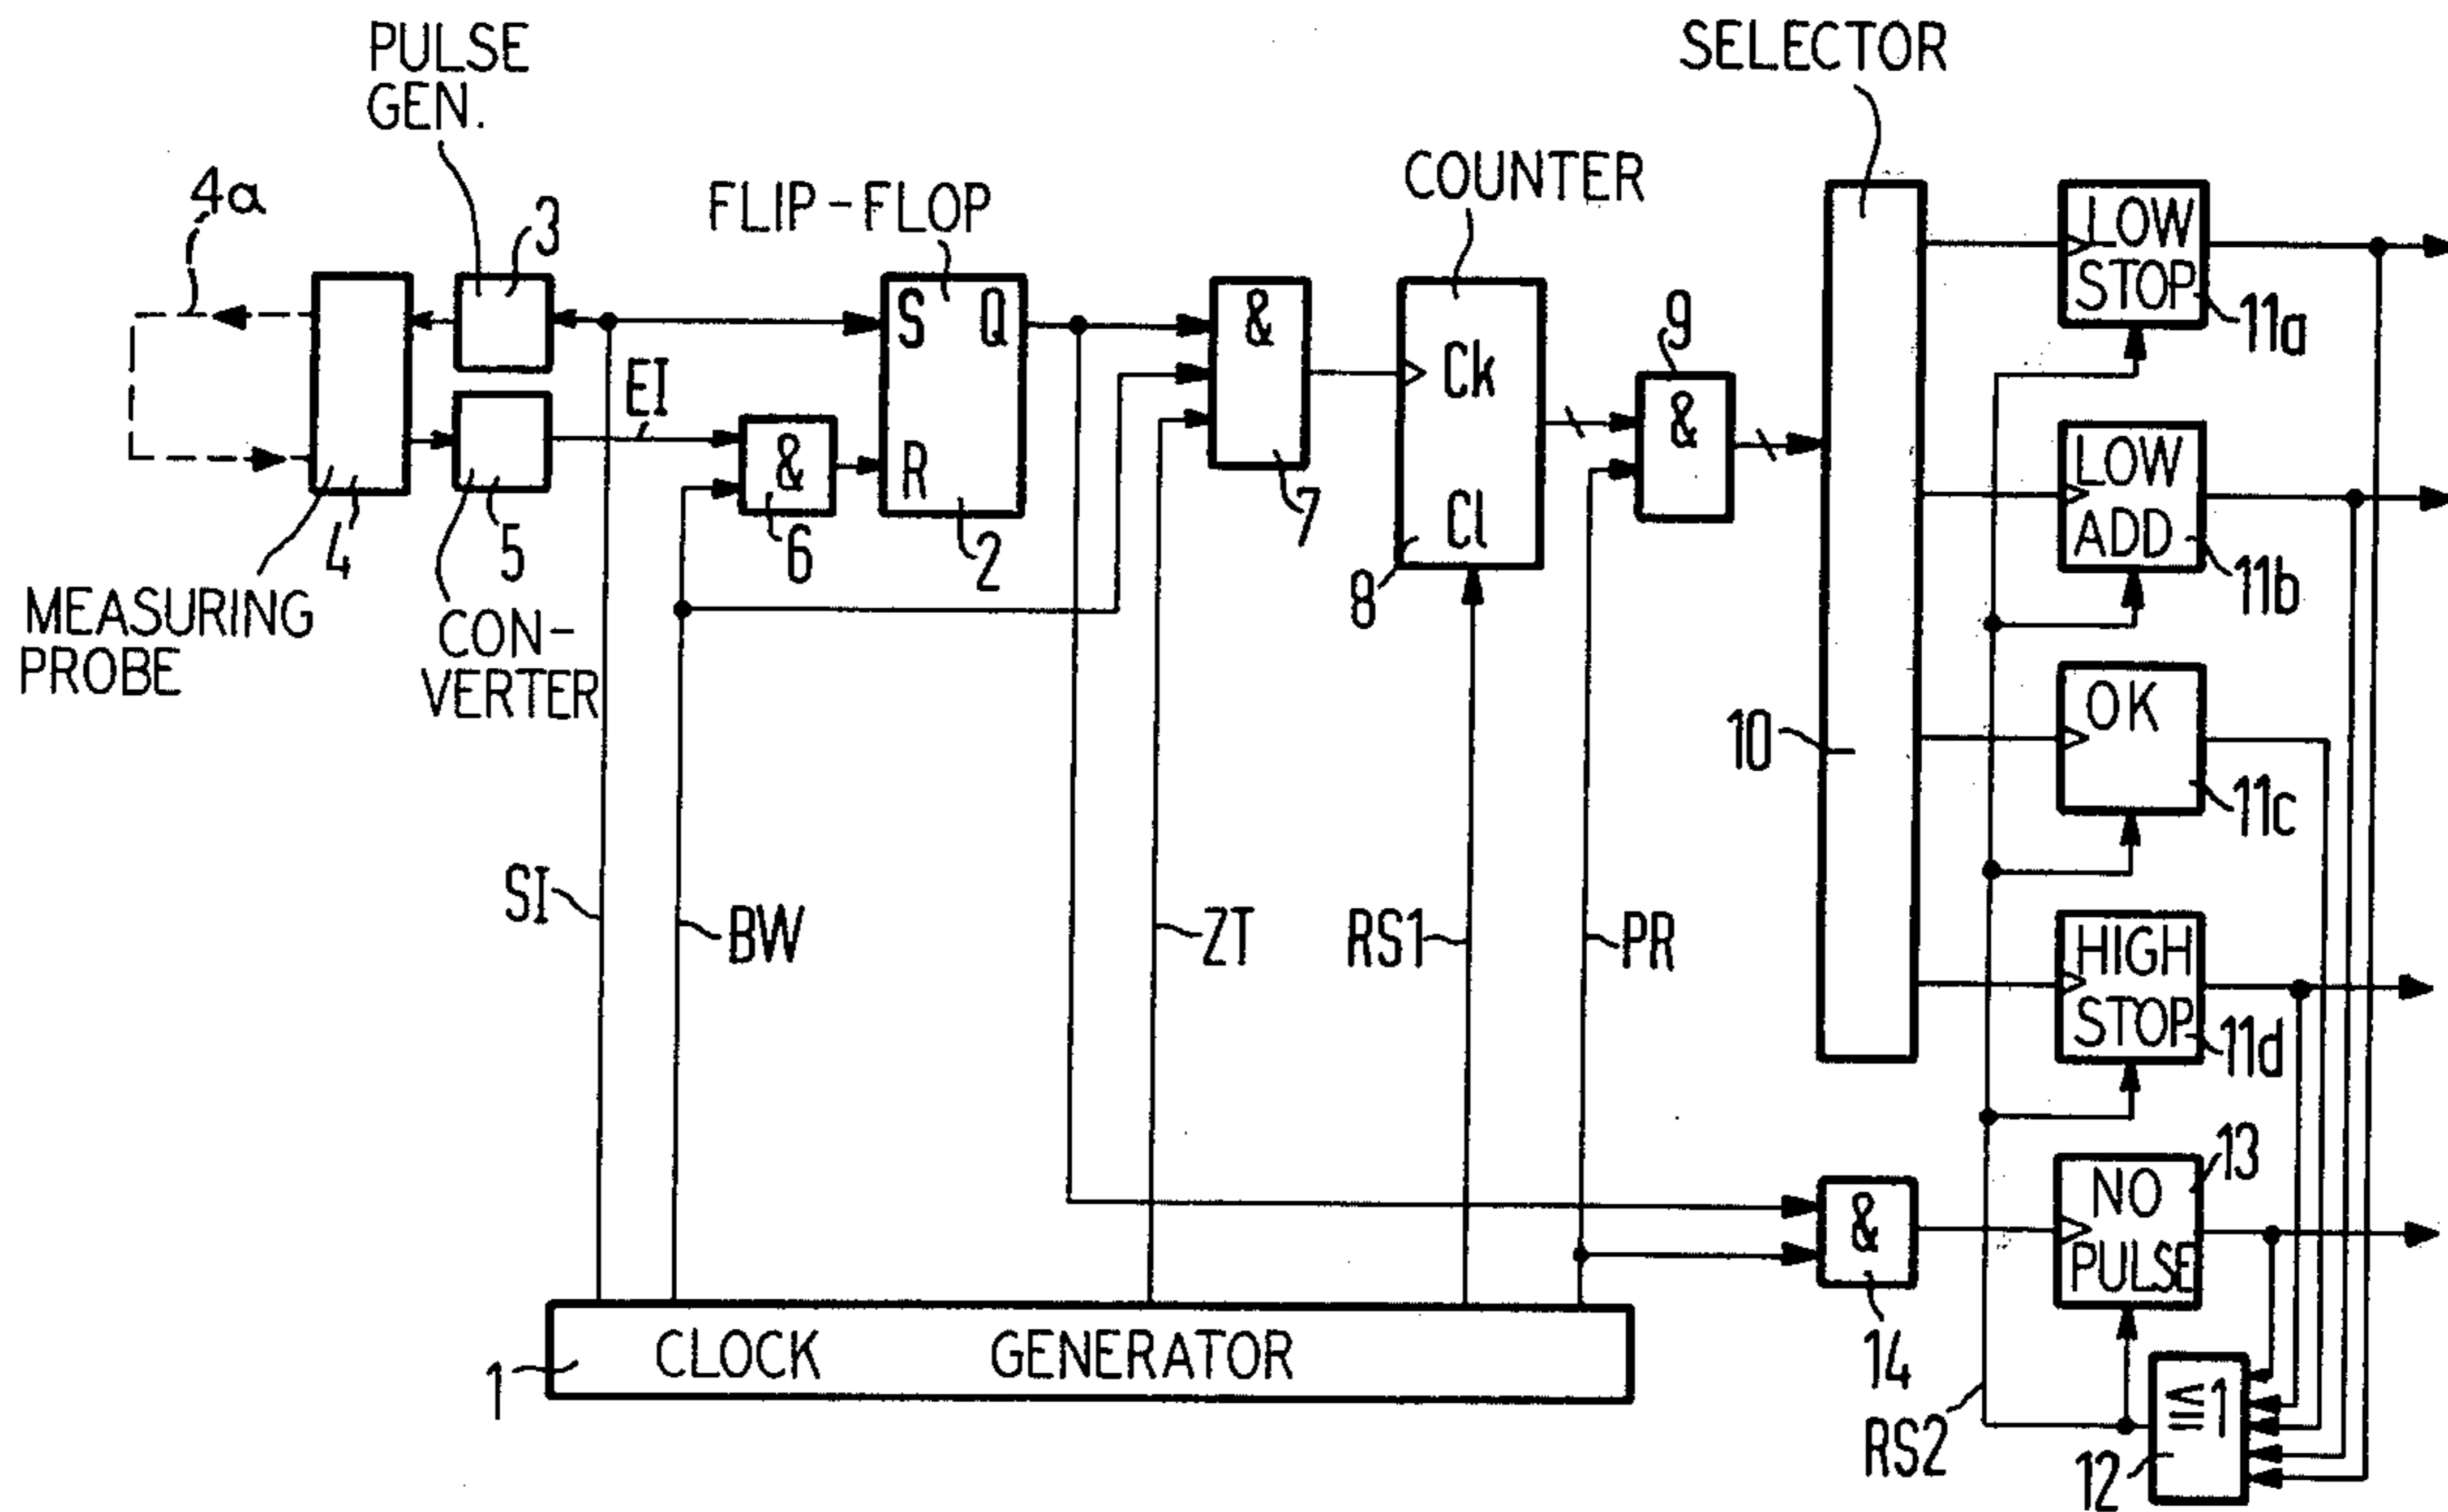 PULSE
GEN.
SELECTOR
4a
3
FLIP-FLOP
COUNTER
S Q
&
9
LOW
STOP
11a
EI
Ck
&
&
R
LOW
ADD
11b
4
5
6
2
7
Cl
8
MEASURING
PROBE
CON-
VERTER
OK
11c
10
SI
BW
ZT
RS1
PR
HIGH
STOP
11d
13
NO
PULSE
&
14
1
CLOCK GENERATOR
RS2
≦1
12